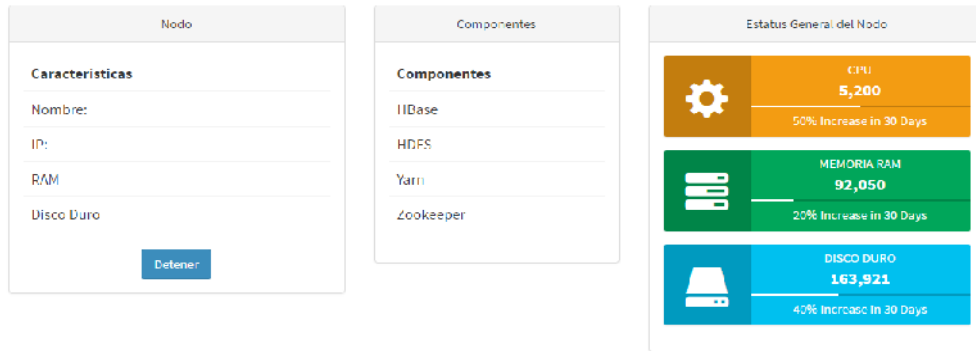 Nodo
Características
Nombre:
IP:
RAM
Disco Duro
Detener
Componentes
Componentes
HBase
HDFS
Yarn
Zookeeper
Estatus General del Nodo
CPU
5,200
50% Increase in 30 Days
MEMORIA RAM
92,050
20% Increase in 30 Days
DISCO DURO
163,921
40% Increase in 30 Days